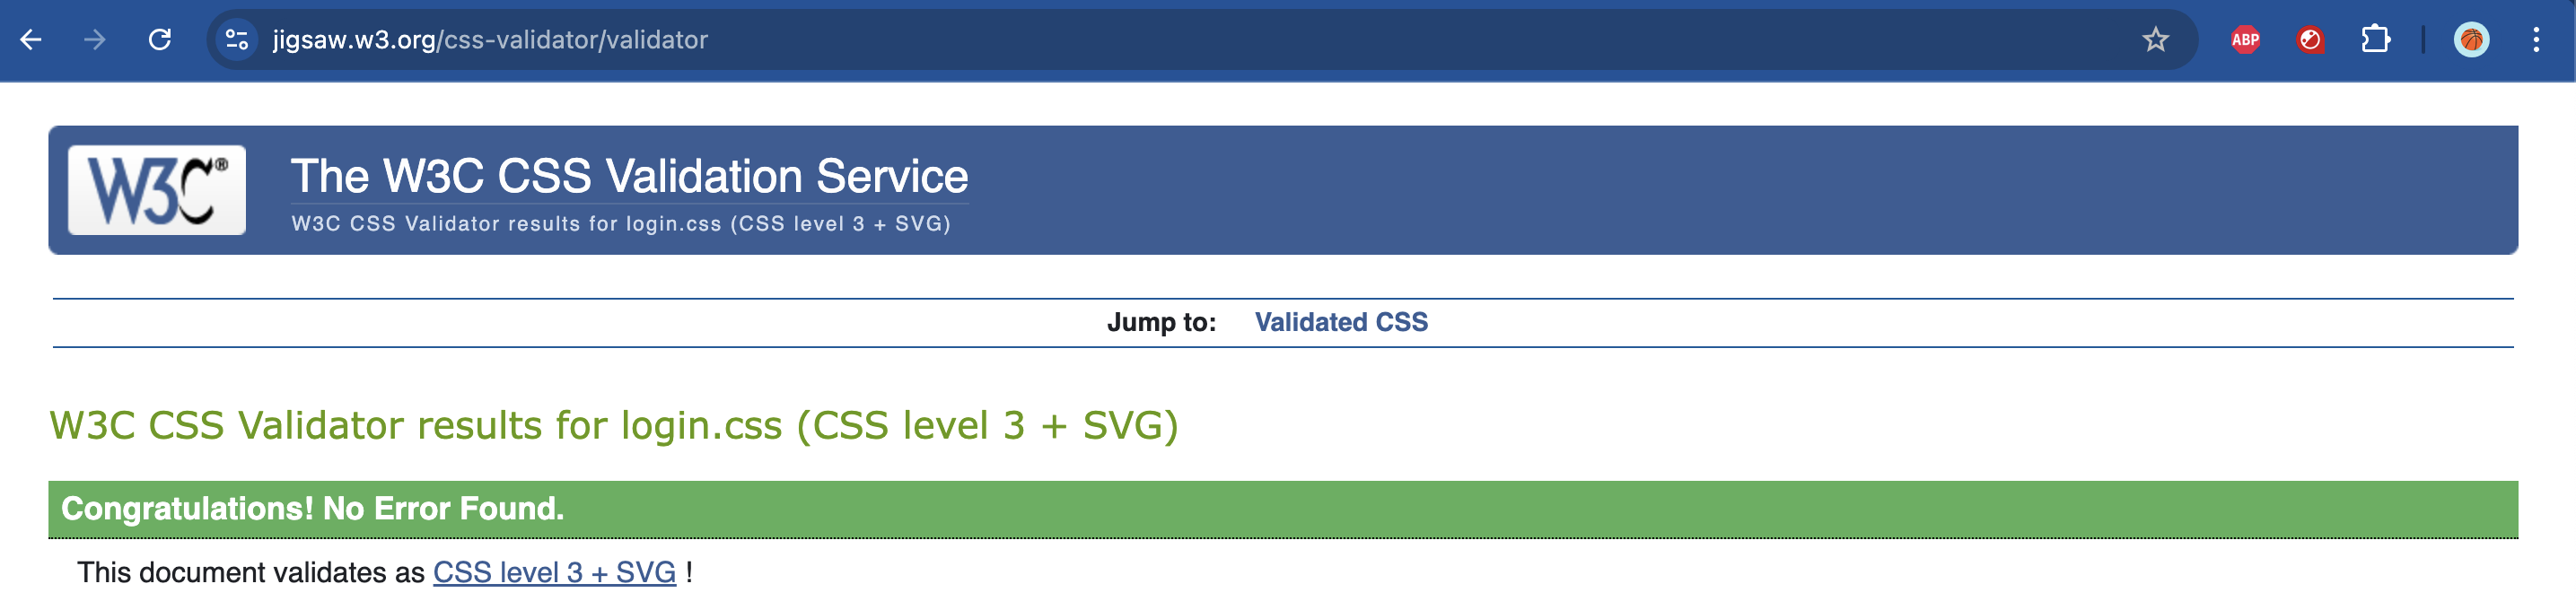 jigsaw.w3.org/css-validator/validator
ABP
W3C®
The W3C CSS Validation Service
W3C CSS Validator results for login.css (CSS level 3 + SVG)
Jump to: Validated CSS
W3C CSS Validator results for login.css (CSS level 3 + SVG)
Congratulations! No Error Found.
This document validates as CSS level 3 + SVG !